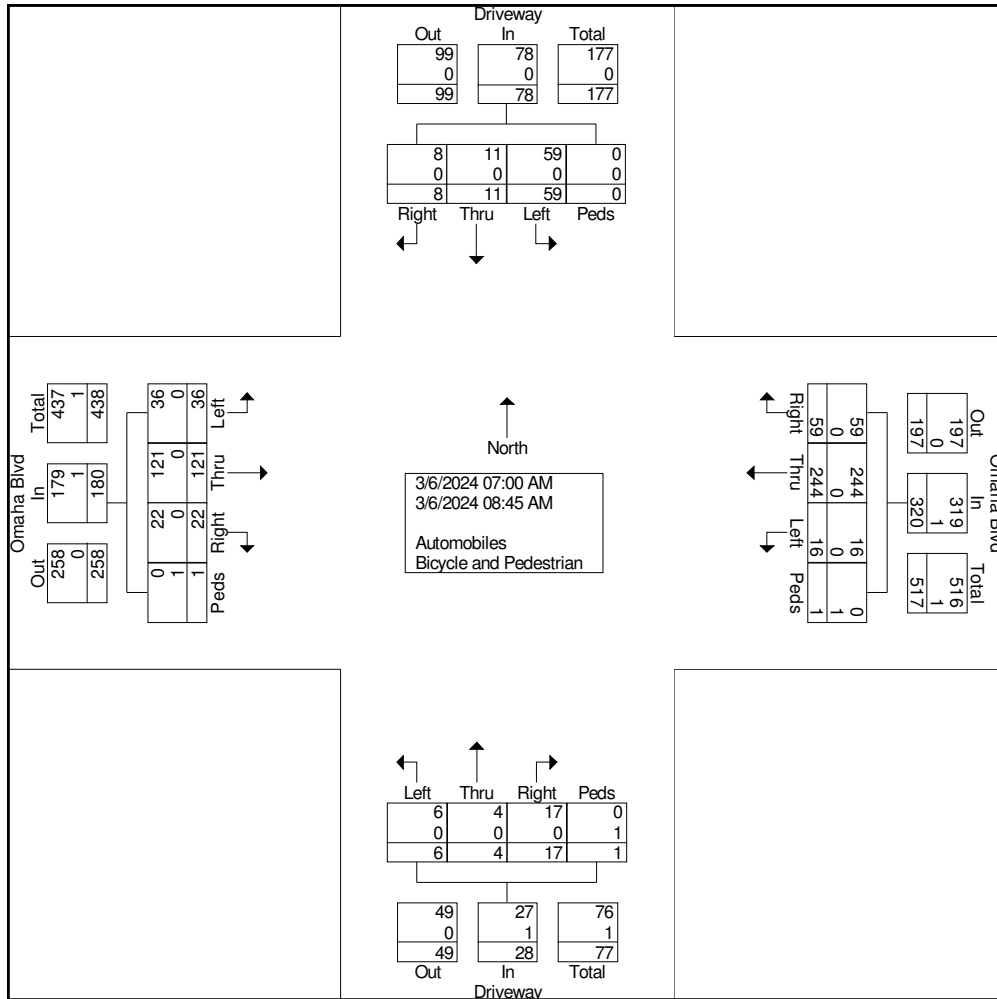 Driveway
Out In Total
99 78 177
0 0 0
99 78 177
8 11 59 0
0 0 0 0
8 11 59 0
Right Thru Left Peds
Omaha Blvd
Total In Out
437 179 258
1 1 0
438 180 258
36 121 22 0
0 0 0 1
36 121 22 1
Left Thru Right Peds
North
3/6/2024 07:00 AM
3/6/2024 08:45 AM
Automobiles
Bicycle and Pedestrian
Right Thru Left Peds
59 244 16 1
0 0 0 1
59 244 16 0
Out In Total
197 319 516
0 1 1
197 320 517
Omaha Blvd
Left Thru Right Peds
6 4 17 0
0 0 0 1
6 4 17 1
49 27 76
0 1 1
49 28 77
Out In Total
Driveway